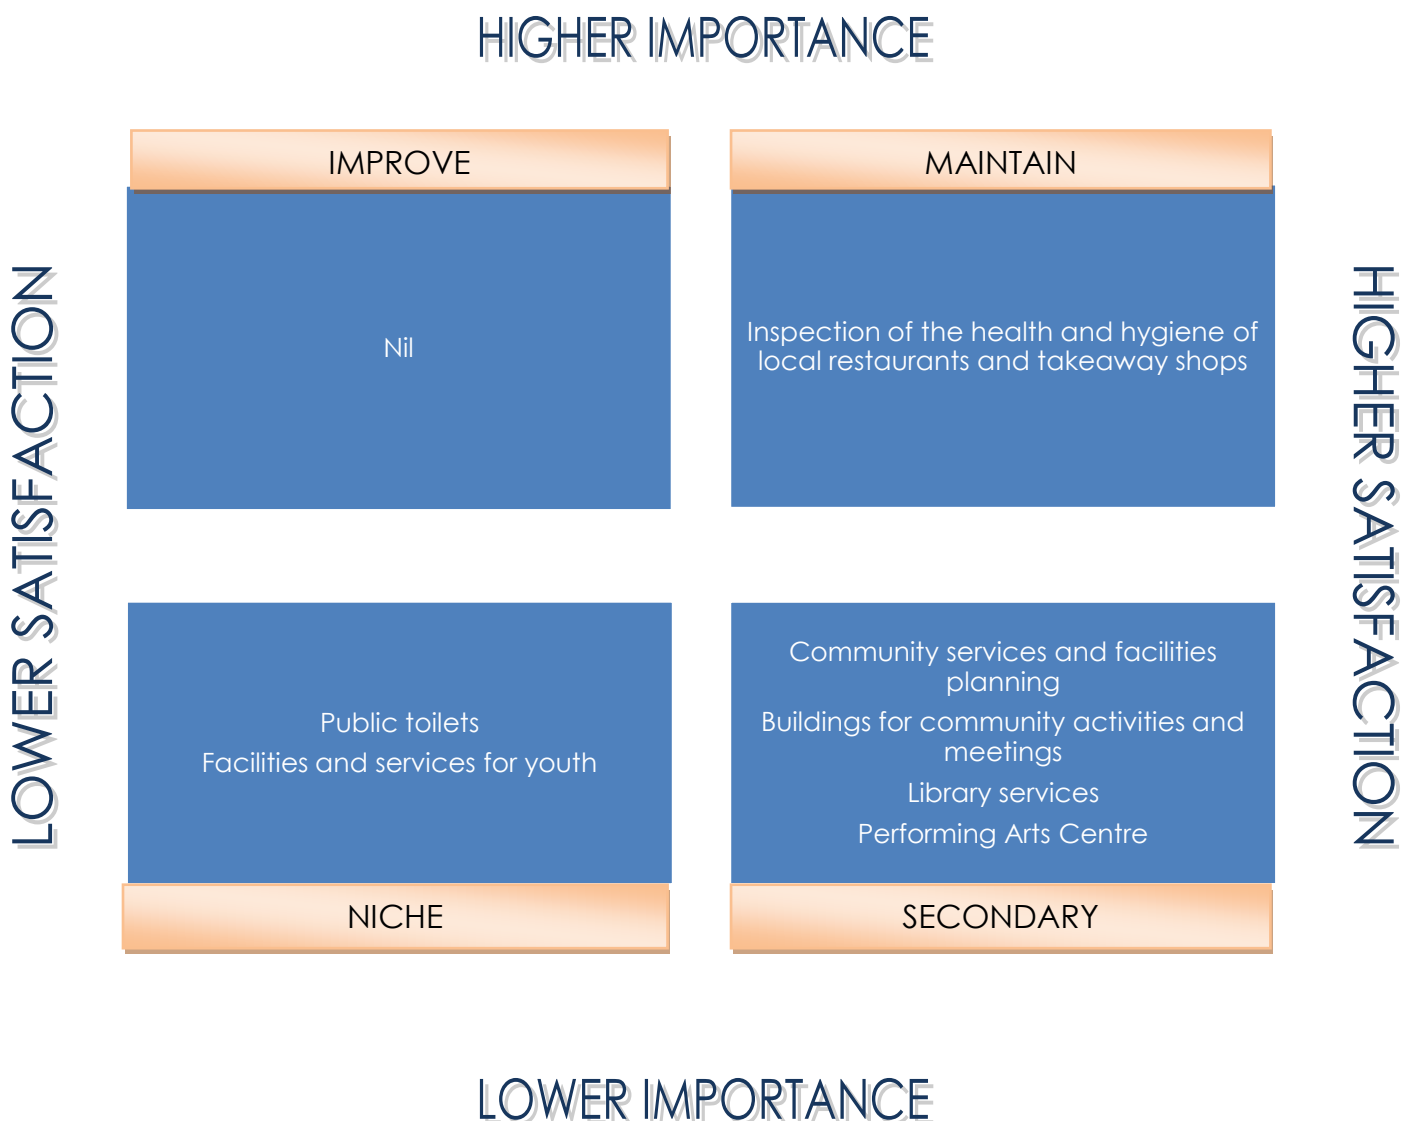 HIGHER IMPORTANCE
IMPROVE
MAINTAIN
LOWER SATISFACTION
HIGHER SATISFACTION
Nil
Inspection of the health and hygiene of
local restaurants and takeaway shops
Public toilets
Facilities and services for youth
Community services and facilities
planning
Buildings for community activities and
meetings
Library services
Performing Arts Centre
NICHE
SECONDARY
LOWER IMPORTANCE